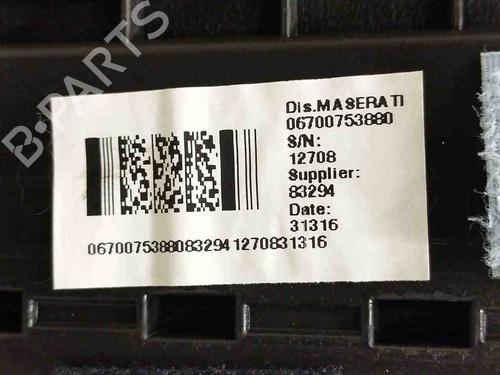 Dis.MASERATI
06700753880
S/N:
12708
Supplier:
83294
Date:
31316
06700753880832941270831316
B-PARTS